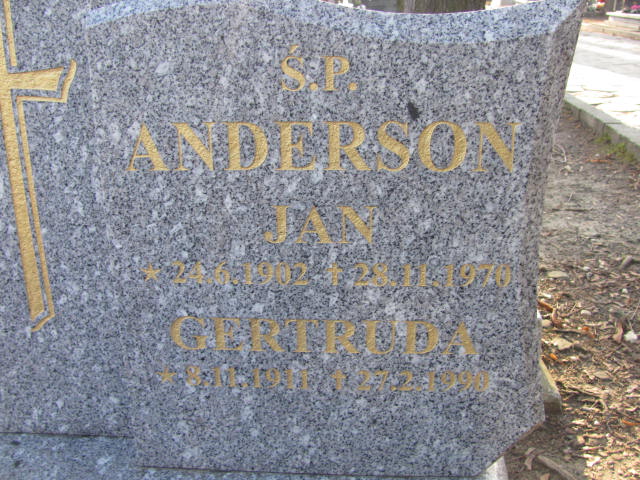 Ś.P.
ANDERSON
JAN
* 24.6.1902 † 28.11.1970
GERTRUDA
* 8.11.1911 † 27.2.1990